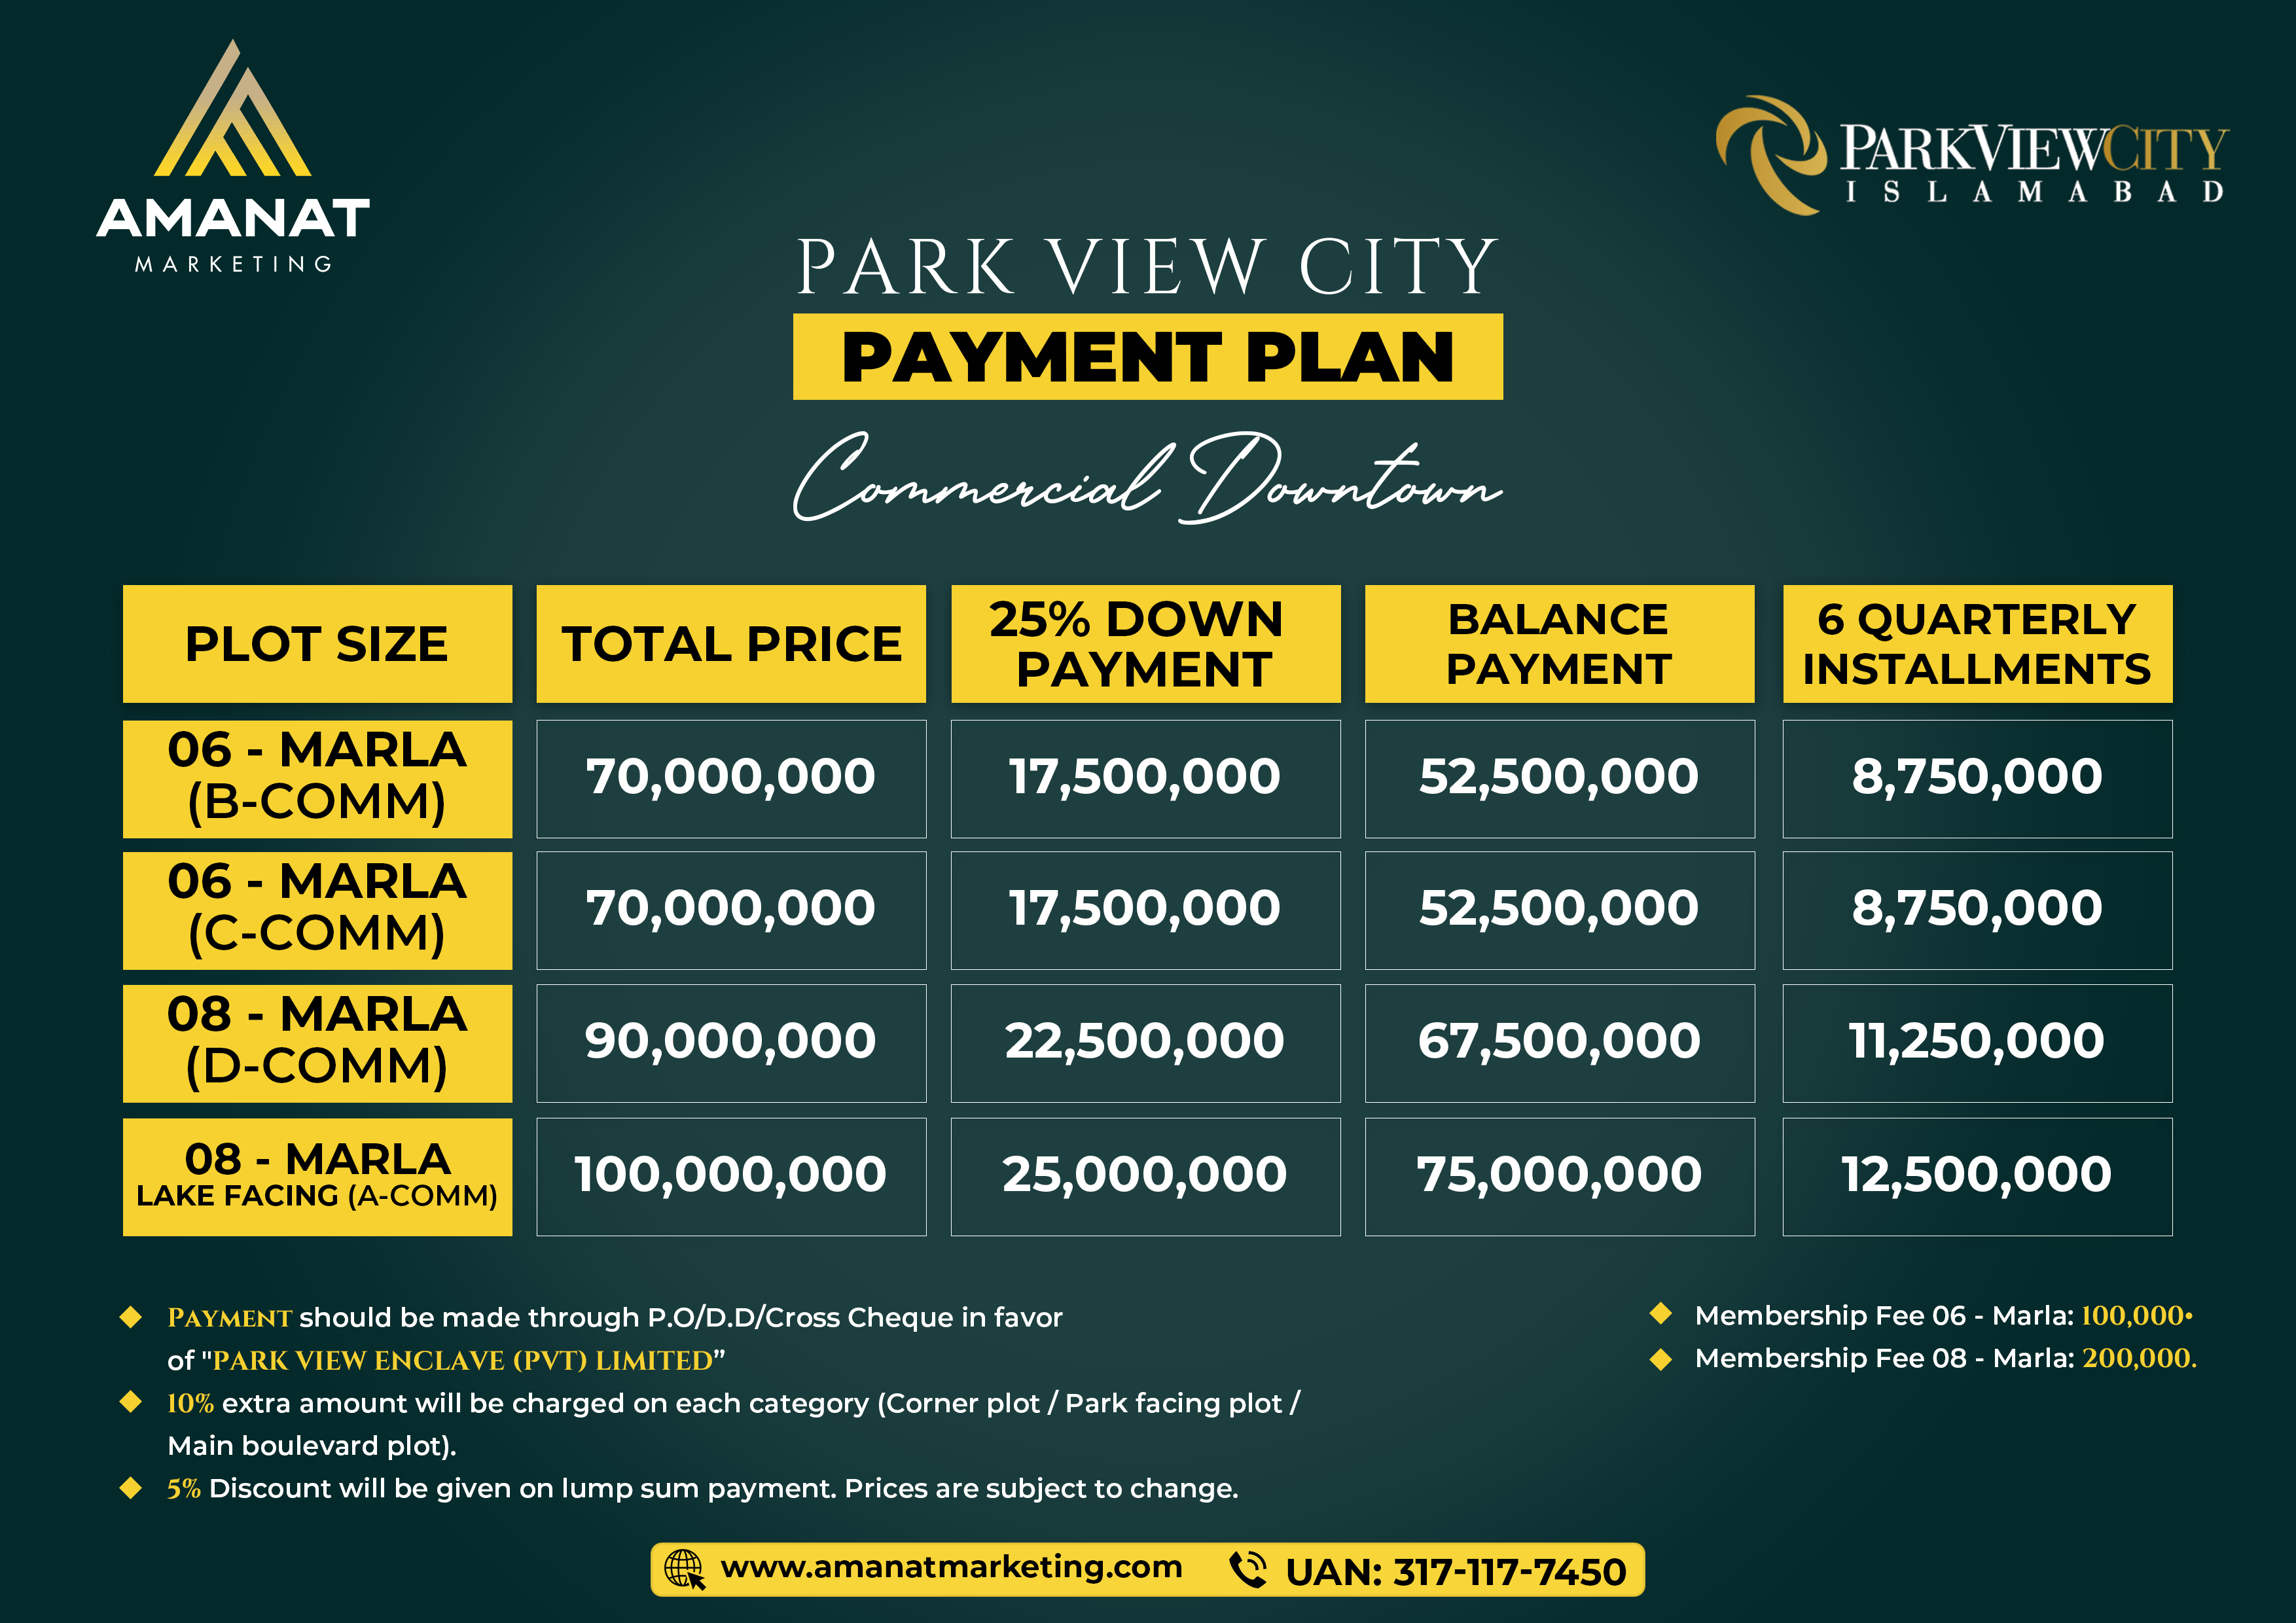 AMANAT
MARKETING
PARKVIEWCITY
ISLAMABAD
PARK VIEW CITY
PAYMENT PLAN
Commercial Downtown
PLOT SIZE
TOTAL PRICE
25% DOWN
PAYMENT
BALANCE
PAYMENT
6 QUARTERLY
INSTALLMENTS
06 - MARLA
(B-COMM)
70,000,000
17,500,000
52,500,000
8,750,000
06 - MARLA
(C-COMM)
70,000,000
17,500,000
52,500,000
8,750,000
08 - MARLA
(D-COMM)
90,000,000
22,500,000
67,500,000
11,250,000
08 - MARLA
LAKE FACING (A-COMM)
100,000,000
25,000,000
75,000,000
12,500,000
PAYMENT should be made through P.O/D.D/Cross Cheque in favor
of "PARK VIEW ENCLAVE (PVT) LIMITED”
10% extra amount will be charged on each category (Corner plot / Park facing plot /
Main boulevard plot).
5% Discount will be given on lump sum payment. Prices are subject to change.
Membership Fee 06 - Marla: 100,000•
Membership Fee 08 - Marla: 200,000.
www.amanatmarketing.com
UAN: 317-117-7450